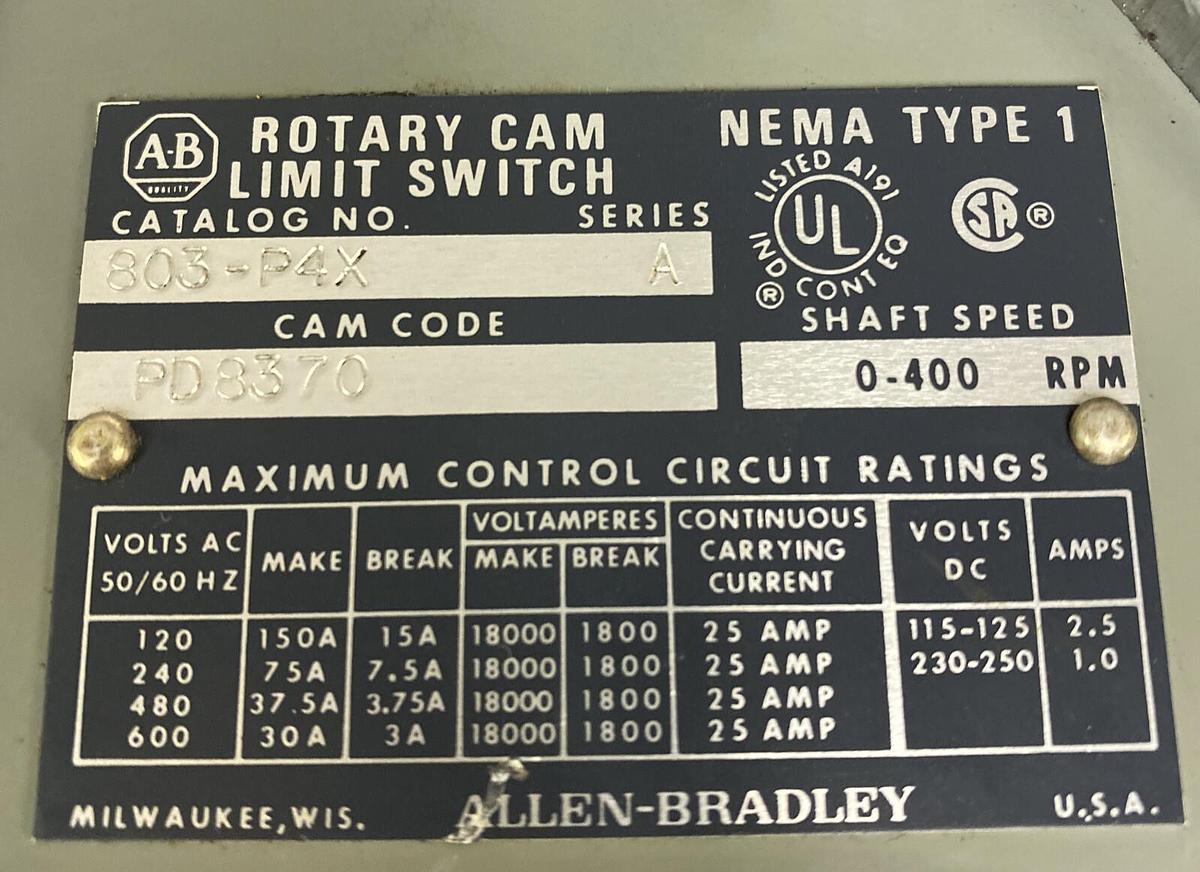 A-B
QUALITY
ROTARY CAM
LIMIT SWITCH
NEMA TYPE 1
CATALOG NO. SERIES
803-P4X A
LISTED A191
UL
IND CONT EQ
®
SA ®
CAM CODE
PD8370
SHAFT SPEED
0-400 RPM
MAXIMUM CONTROL CIRCUIT RATINGS
VOLTS AC
50/60 HZ
MAKE
BREAK
VOLTAMPERES
MAKE BREAK
CONTINUOUS
CARRYING
CURRENT
VOLTS
DC
AMPS
120 150A 15A 18000 1800 25 AMP 115-125 2.5
240 75A 7.5A 18000 1800 25 AMP 230-250 1.0
480 37.5A 3.75A 18000 1800 25 AMP
600 30A 3A 18000 1800 25 AMP
MILWAUKEE, WIS. ALLEN-BRADLEY U.S.A.